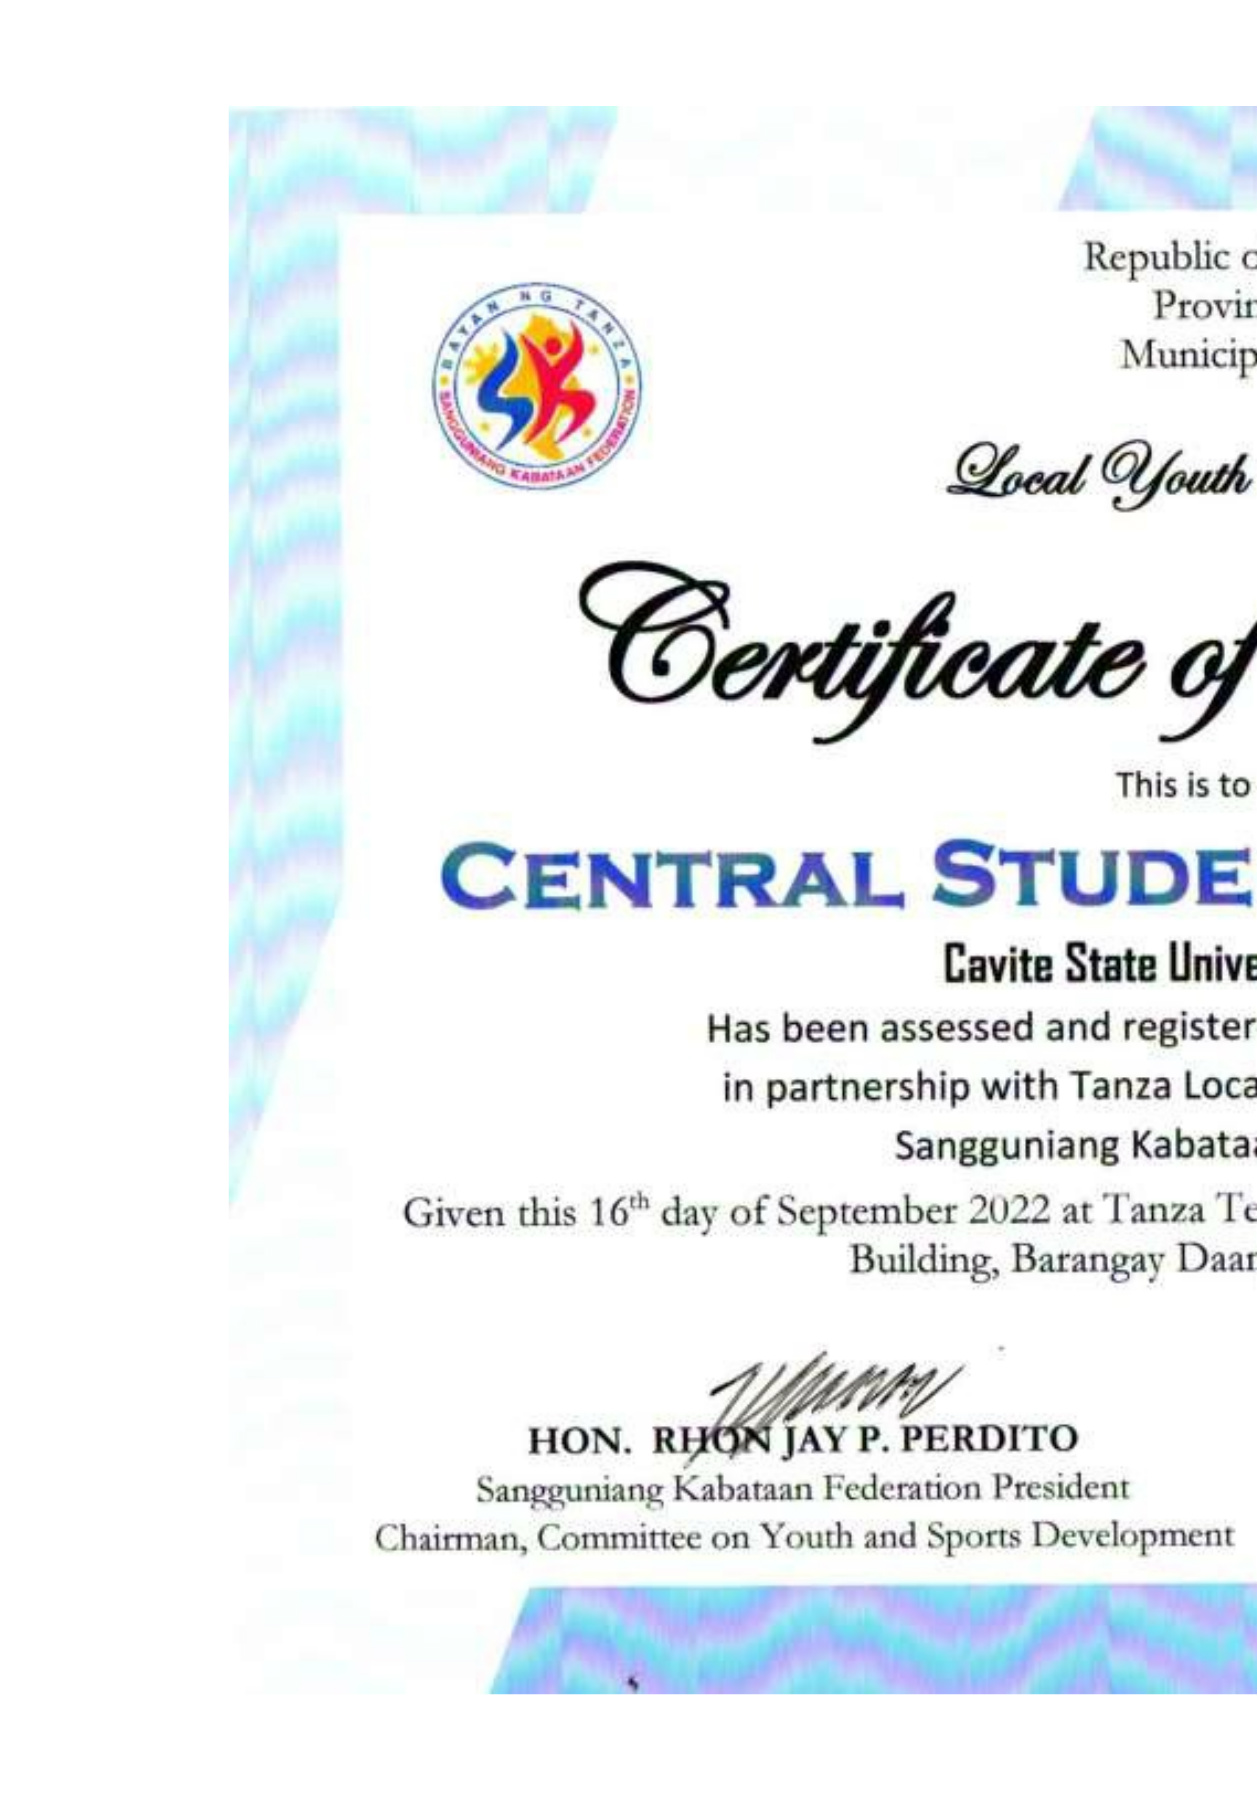 BAYAN NG TANZA
SANGGUNIANG KABATAAN FEDERATION
Republic o
Provin
Municip
Local Youth
Certificate of
This is to
CENTRAL STUDE
Cavite State Unive
Has been assessed and register
in partnership with Tanza Loca
Sangguniang Kabataa
Given this 16th day of September 2022 at Tanza Te
Building, Barangay Daan
HON. RHON JAY P. PERDITO
Sangguniang Kabataan Federation President
Chairman, Committee on Youth and Sports Development